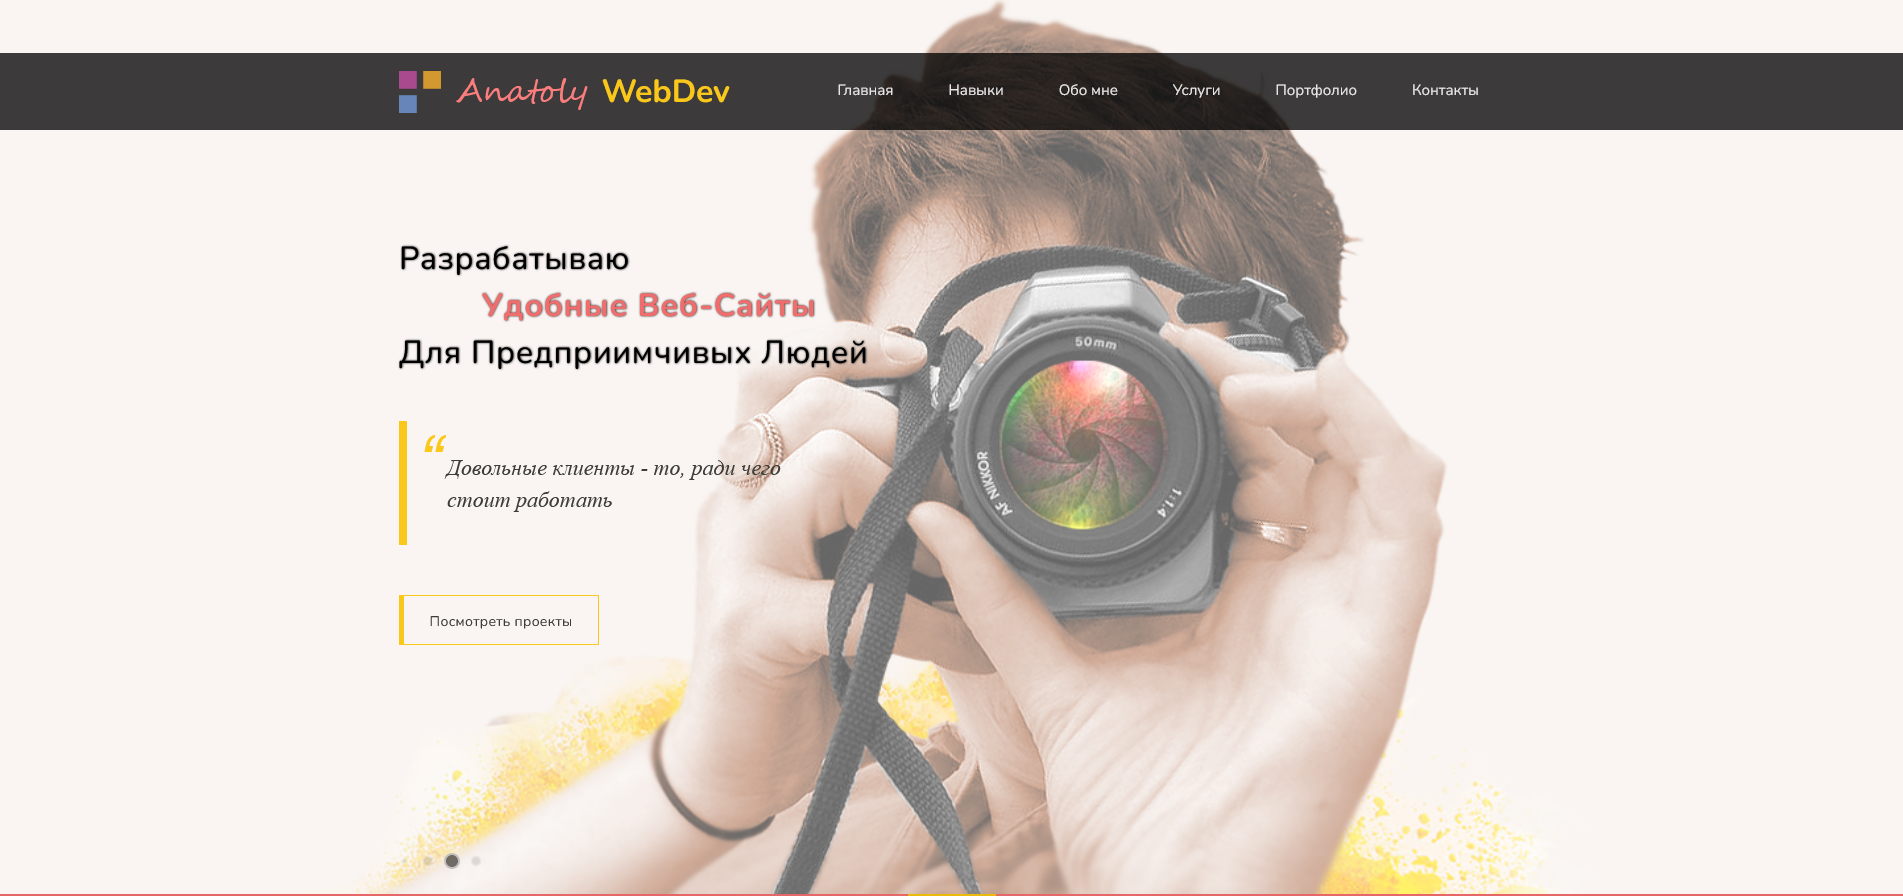 Anatoly WebDev
Главная Навыки Обо мне Услуги Портфолио Контакты
Разрабатываю
Удобные Веб-Сайты
Для Предприимчивых Людей
“
Довольные клиенты - то, ради чего
стоит работать
Посмотреть проекты
50mm
AF NIKKOR
1:1.4